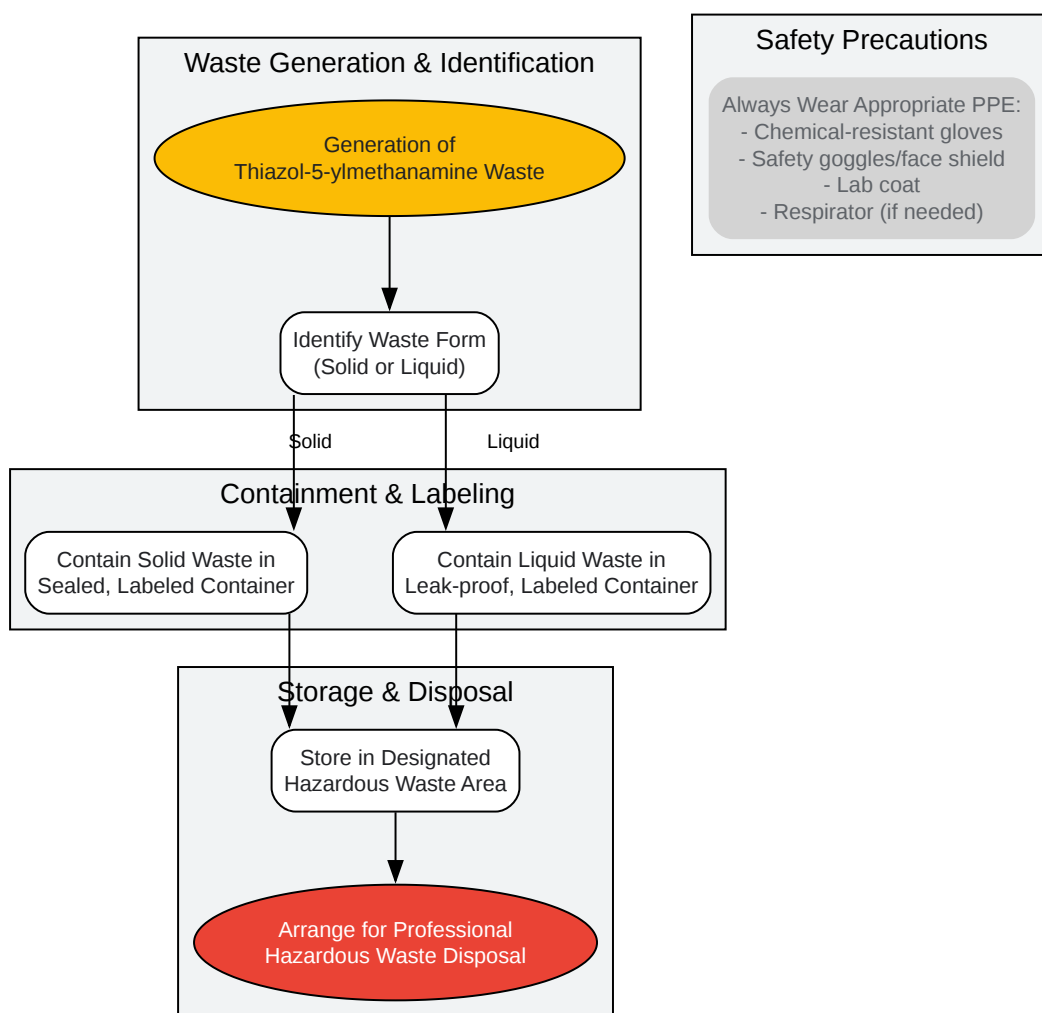 Waste Generation & Identification
Generation of
Thiazol-5-ylmethanamine Waste
Identify Waste Form
(Solid or Liquid)
Solid
Liquid
Containment & Labeling
Contain Solid Waste in
Sealed, Labeled Container
Contain Liquid Waste in
Leak-proof, Labeled Container
Storage & Disposal
Store in Designated
Hazardous Waste Area
Arrange for Professional
Hazardous Waste Disposal
Safety Precautions
Always Wear Appropriate PPE:
- Chemical-resistant gloves
- Safety goggles/face shield
- Lab coat
- Respirator (if needed)